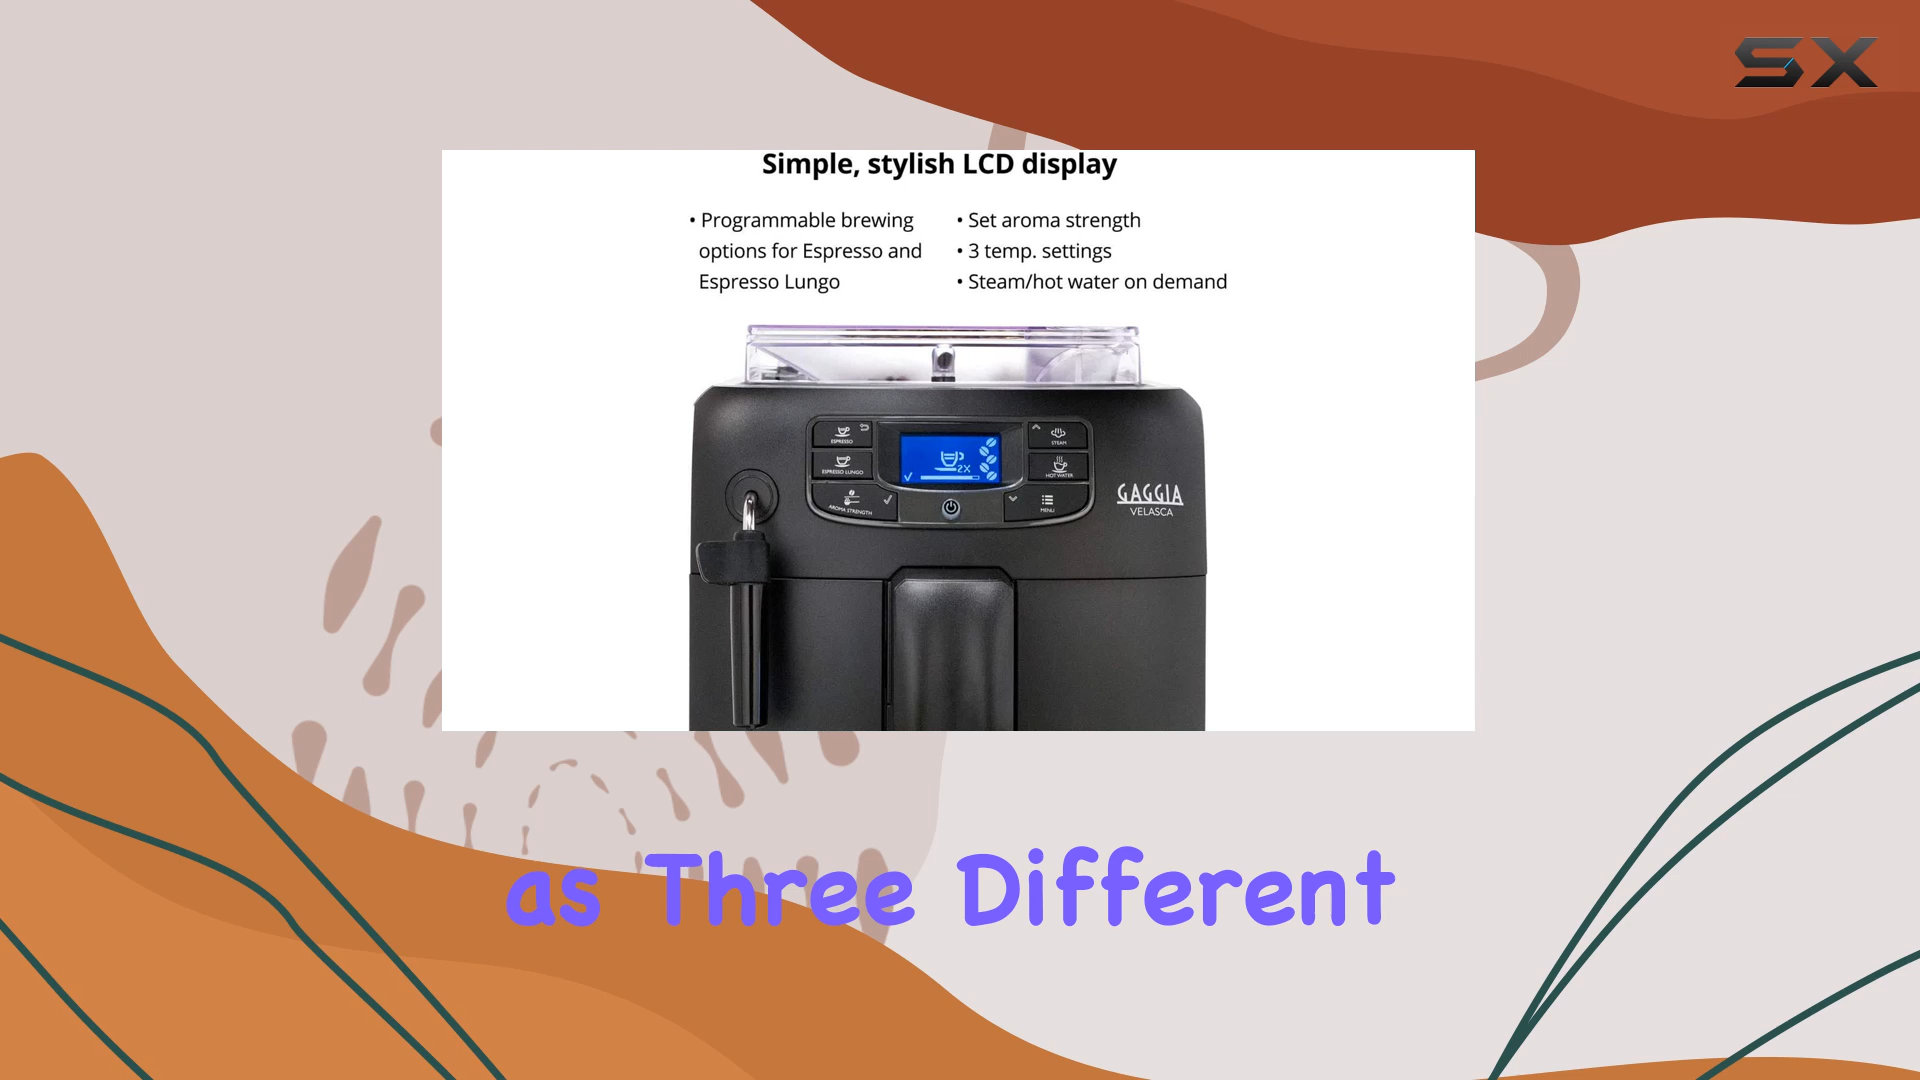 SX
Simple, stylish LCD display
• Programmable brewing
options for Espresso and
Espresso Lungo
• Set aroma strength
• 3 temp. settings
• Steam/hot water on demand
ESPRESSO
STEAM
ESPRESSO LUNGO
2X
HOT WATER
AROMA STRENGTH
MENU
GAGGIA
VELASCA
as Three Different